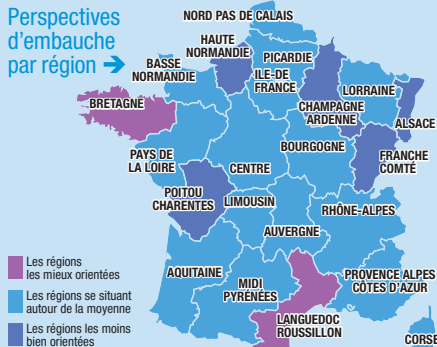 Perspectives
d'embauche
par région
NORD PAS DE CALAIS
HAUTE
NORMANDIE
PICARDIE
BASSE
NORMANDIE
ILE-DE
FRANCE
LORRAINE
BRETAGNE
CHAMPAGNE
ARDENNE
ALSACE
PAYS DE
LA LOIRE
CENTRE
BOURGOGNE
FRANCHE
COMTÉ
POITOU
CHARENTES
LIMOUSIN
RHÔNE-ALPES
AUVERGNE
AQUITAINE
MIDI
PYRÉNÉES
PROVENCE ALPES
CÔTES D'AZUR
LANGUEDOC
ROUSSILLON
CORSE
Les régions
les mieux orientées
Les régions se situant
autour de la moyenne
Les régions les moins
bien orientées